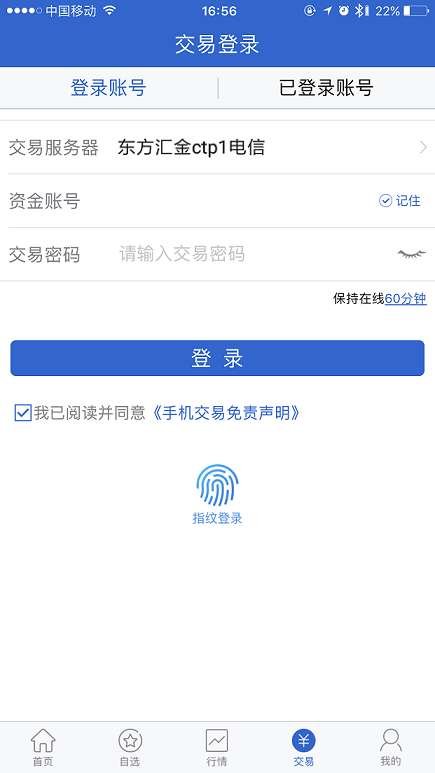 中国移动 16:56 22%
交易登录
登录账号 已登录账号
交易服务器 东方汇金ctp1电信
资金账号 记住
交易密码 请输入交易密码
保持在线60分钟
登 录
我已阅读并同意《手机交易免责声明》
指纹登录
首页 自选 行情 交易 我的